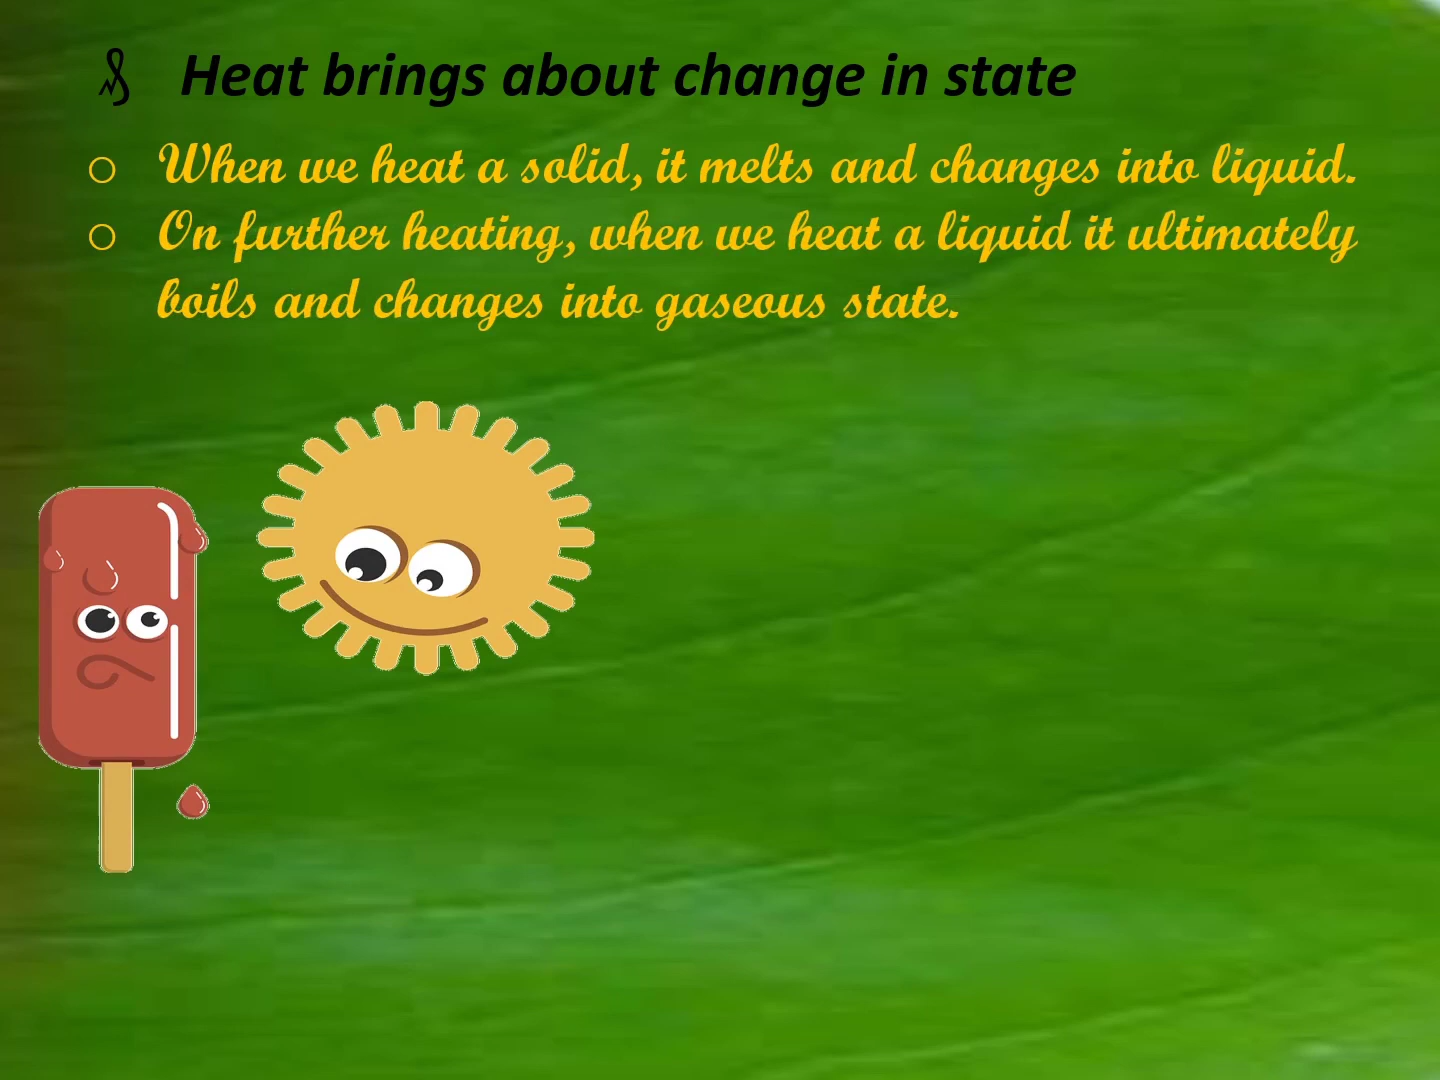 Heat brings about change in state
o When we heat a solid, it melts and changes into liquid.
o On further heating, when we heat a liquid it ultimately
boils and changes into gaseous state.